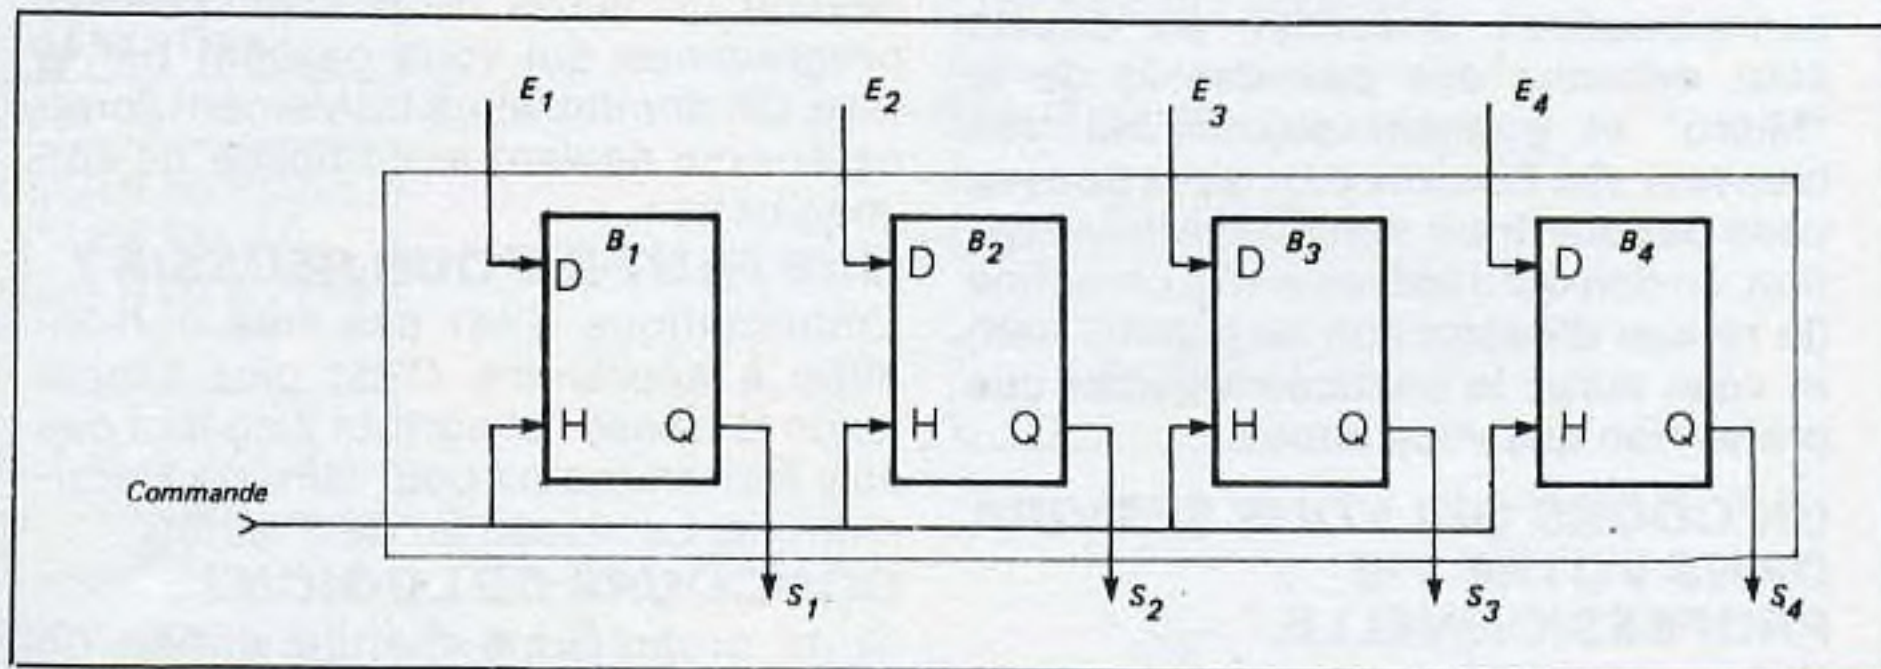 E1 E2 E3 E4
B1 B2 B3 B4
D D D D
H Q H Q H Q H Q
Commande
S1 S2 S3 S4